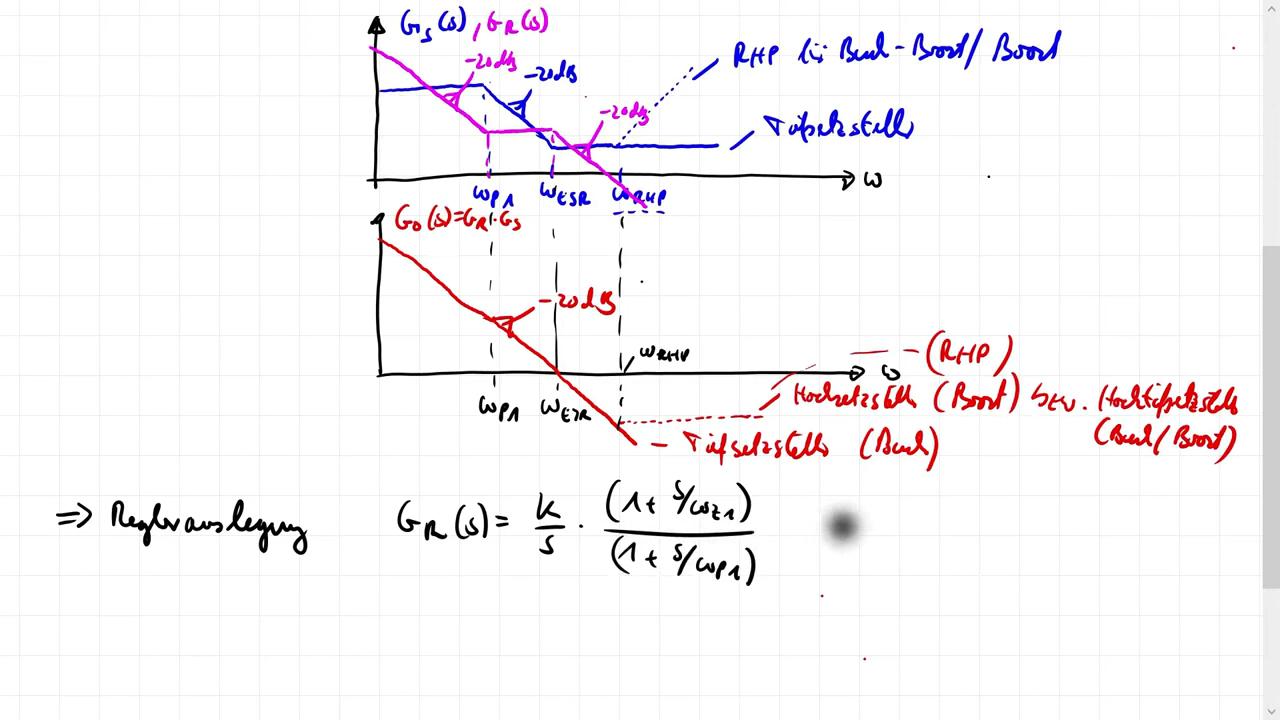 G_S(s), G_R(s)
RHP bei Buck-Boost/Boost
-20dB
-20dB
-20dB
Tiefsetzsteller
ω
ω_P1
ω_ESR
ω_RHP
G_0(s)=G_R·G_S
-20dB
ω_RHP
(RHP)
ω
Hochsetzsteller (Boost) bzw. Hochtiefsetzsteller
ω_P1
ω_ESR
(Buck/Boost)
Tiefsetzsteller (Buck)
⇒ Reglerauslegung G_R(s) = K/s · (1 + s/ω_z1)/(1 + s/ω_P1)